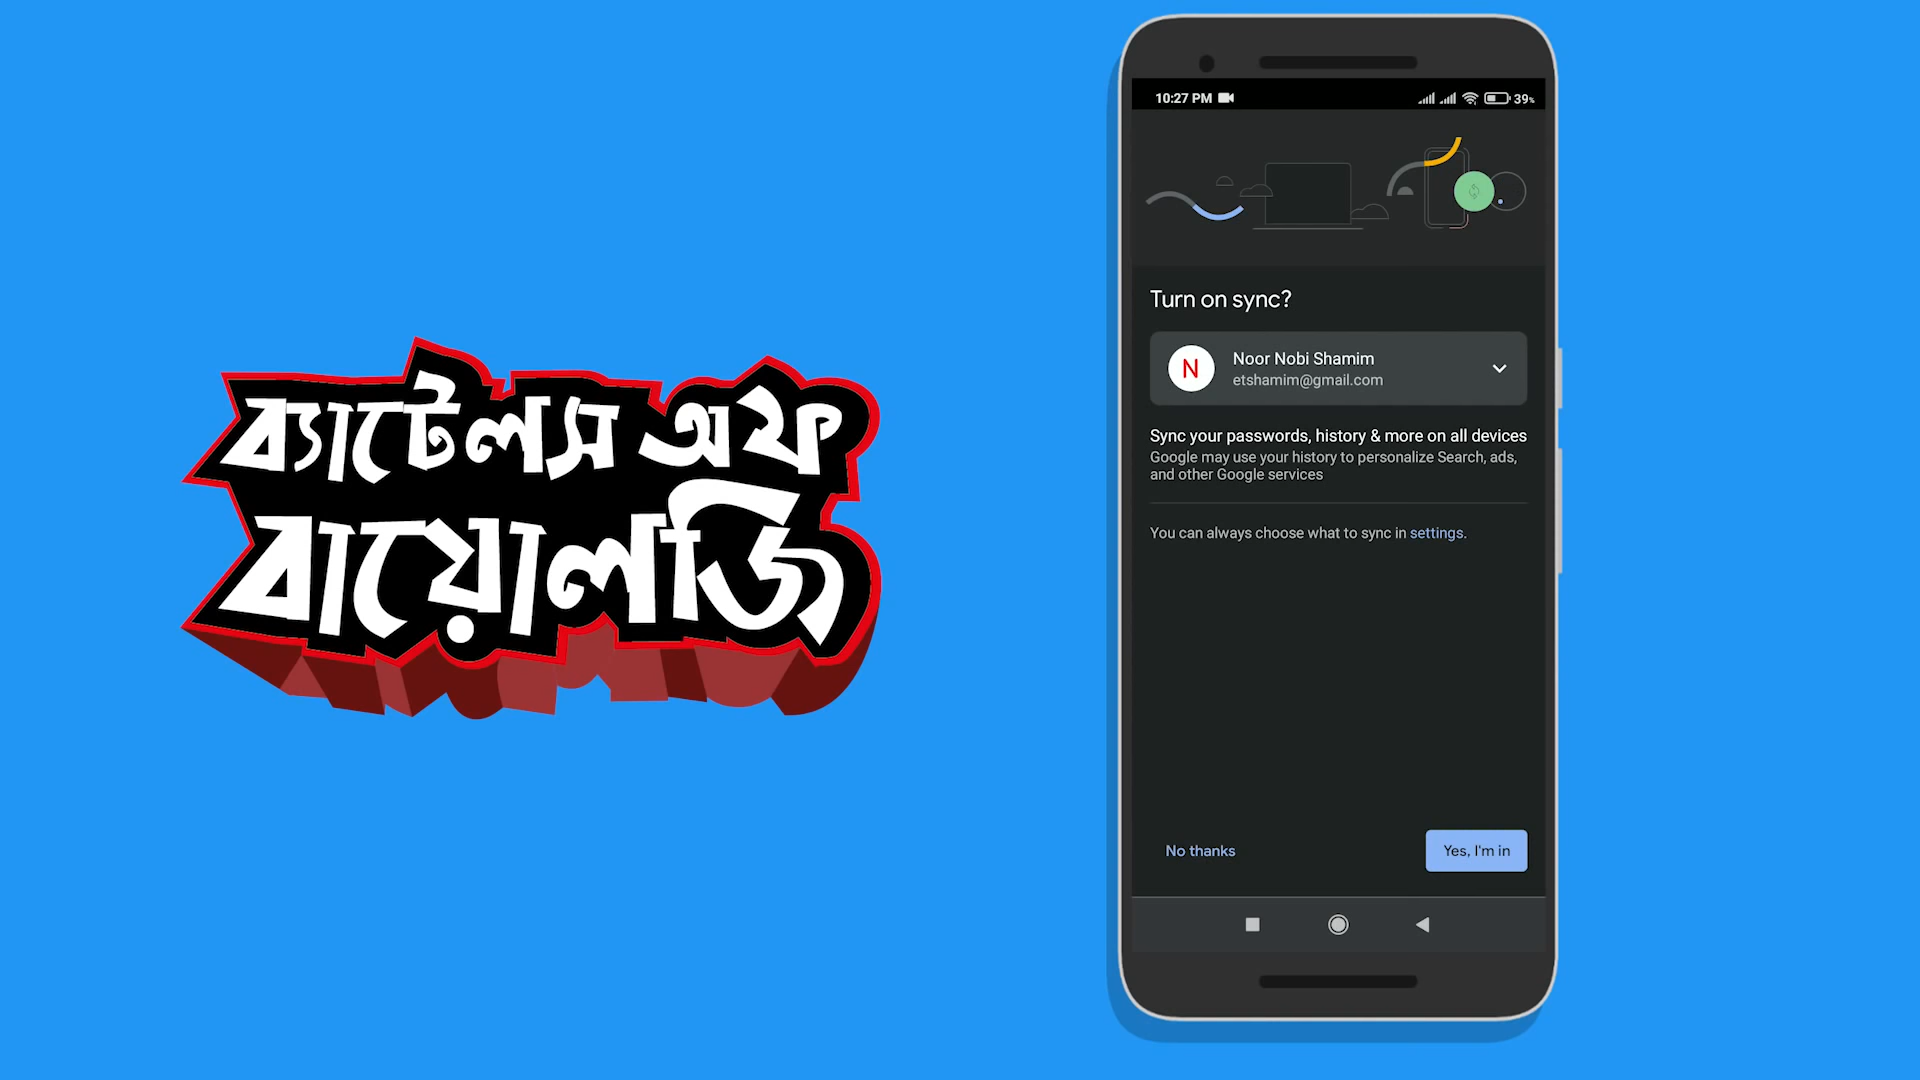 ব্যাটেলস অফ
বায়োলজি
10:27 PM
39%
Turn on sync?
N
Noor Nobi Shamim
etshamim@gmail.com
Sync your passwords, history & more on all devices
Google may use your history to personalize Search, ads,
and other Google services
You can always choose what to sync in settings.
No thanks
Yes, I'm in